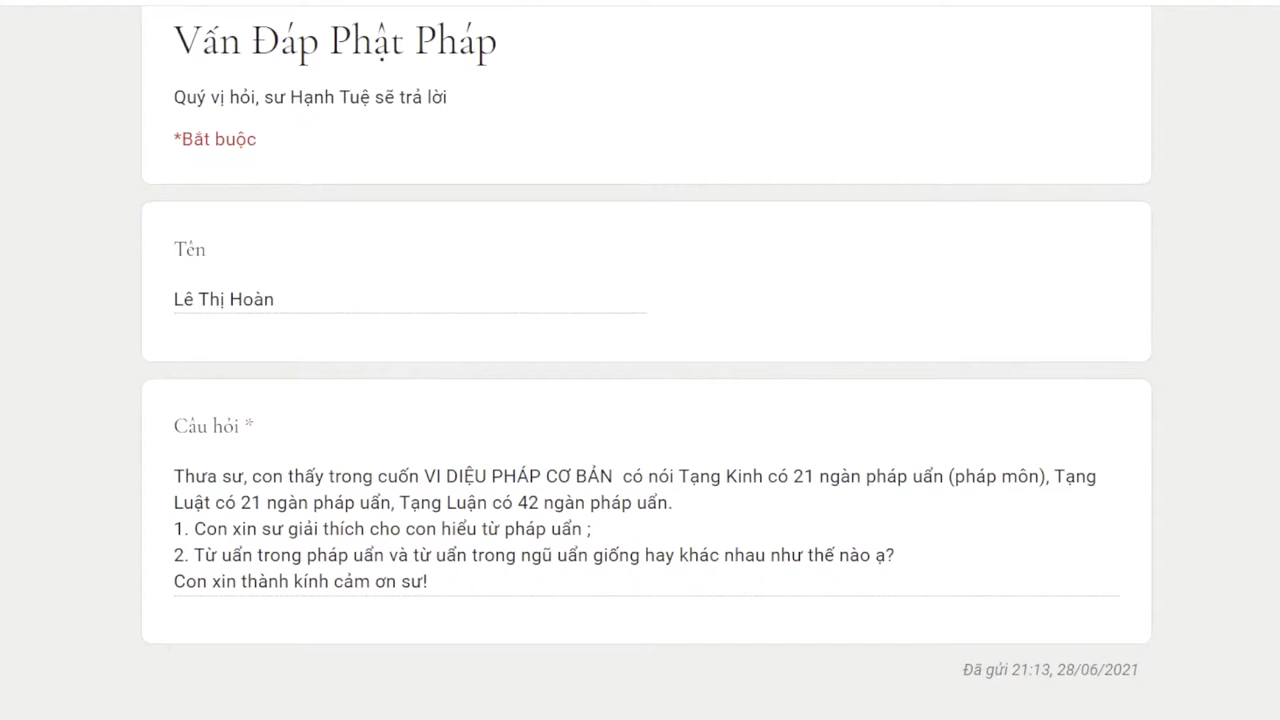 Vấn Đáp Phật Pháp
Quý vị hỏi, sư Hạnh Tuệ sẽ trả lời
*Bắt buộc
Tên
Lê Thị Hoàn
Câu hỏi *
Thưa sư, con thấy trong cuốn VI DIỆU PHÁP CƠ BẢN có nói Tạng Kinh có 21 ngàn pháp uẩn (pháp môn), Tạng
Luật có 21 ngàn pháp uẩn, Tạng Luận có 42 ngàn pháp uẩn.
1. Con xin sư giải thích cho con hiểu từ pháp uẩn ;
2. Từ uẩn trong pháp uẩn và từ uẩn trong ngũ uẩn giống hay khác nhau như thế nào ạ?
Con xin thành kính cảm ơn sư!
Đã gửi 21:13, 28/06/2021